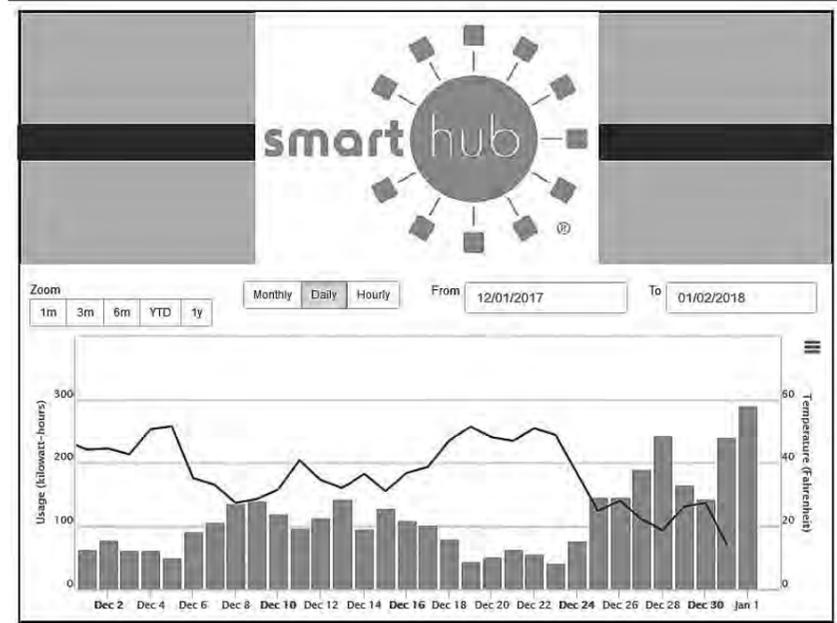 smart hub
®
Zoom
1m 3m 6m YTD 1y
Monthly Daily Hourly
From 12/01/2017
To 01/02/2018
Usage (kilowatt-hours)
300
200
100
0
Temperature (Fahrenheit)
60
40
20
0
Dec 2 Dec 4 Dec 6 Dec 8 Dec 10 Dec 12 Dec 14 Dec 16 Dec 18 Dec 20 Dec 22 Dec 24 Dec 26 Dec 28 Dec 30 Jan 1